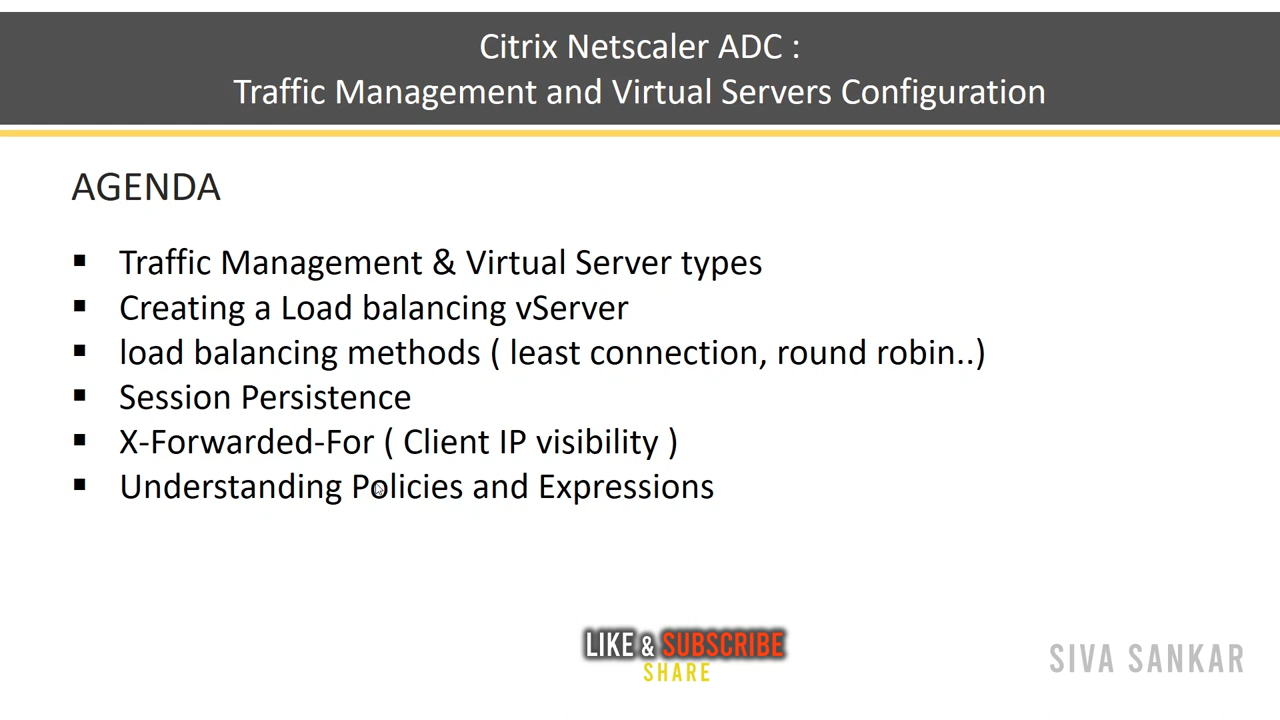 Citrix Netscaler ADC :
Traffic Management and Virtual Servers Configuration
AGENDA
▪ Traffic Management & Virtual Server types
▪ Creating a Load balancing vServer
▪ load balancing methods ( least connection, round robin..)
▪ Session Persistence
▪ X-Forwarded-For ( Client IP visibility )
▪ Understanding Policies and Expressions
LIKE & SUBSCRIBE
SHARE
SIVA SANKAR